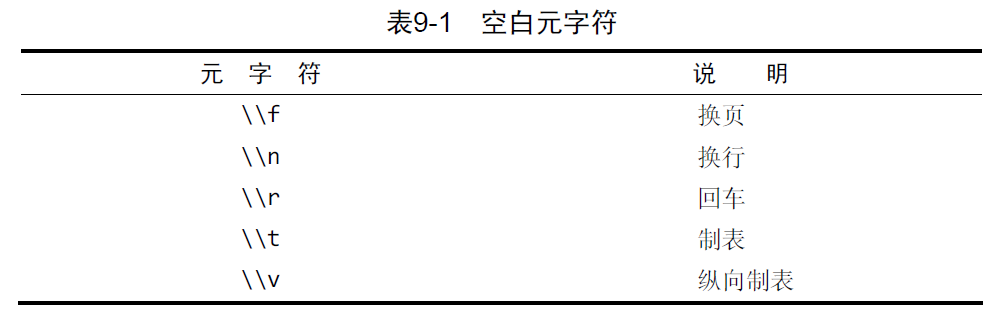 表9-1 空白元字符
元 字 符 说 明
\\f 换页
\\n 换行
\\r 回车
\\t 制表
\\v 纵向制表